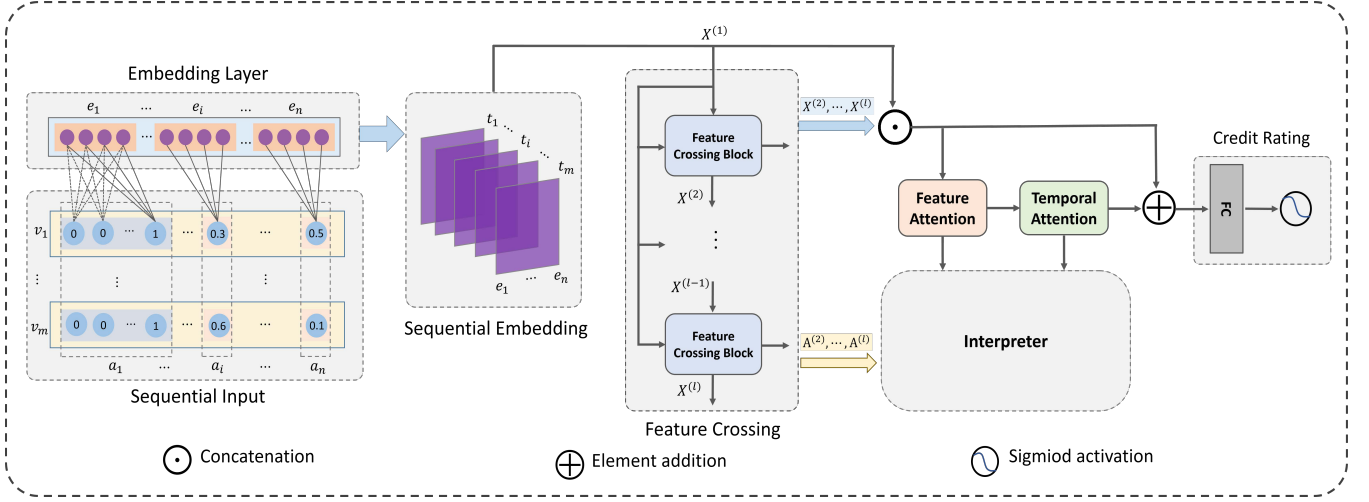 X^(1)
Embedding Layer
e_1 ... e_i ... e_n
... ...
v_1 0 0 ... 1 ... 0.3 ... 0.5
⋮ ... ⋮
v_m 0 0 ... 1 ... 0.6 ... 0.1
a_1 ... a_i ... a_n
Sequential Input
t_1 ... t_i ... t_m
e_1 ... e_n
Sequential Embedding
Feature
Crossing Block
X^(2)
⋮
X^(l−1)
Feature
Crossing Block
X^(l)
Feature Crossing
X^(2), ⋯, X^(l)
A^(2), ⋯, A^(l)
Feature
Attention
Temporal
Attention
Interpreter
Credit Rating
FC
Concatenation
Element addition
Sigmiod activation